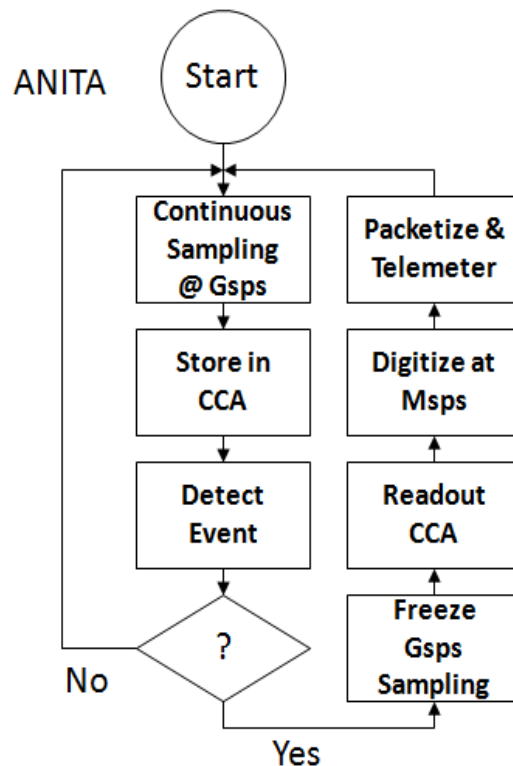 ANITA
Start
Continuous
Sampling
@ Gsps
Store in
CCA
Detect
Event
?
No
Yes
Freeze
Gsps
Sampling
Readout
CCA
Digitize at
Msps
Packetize &
Telemeter